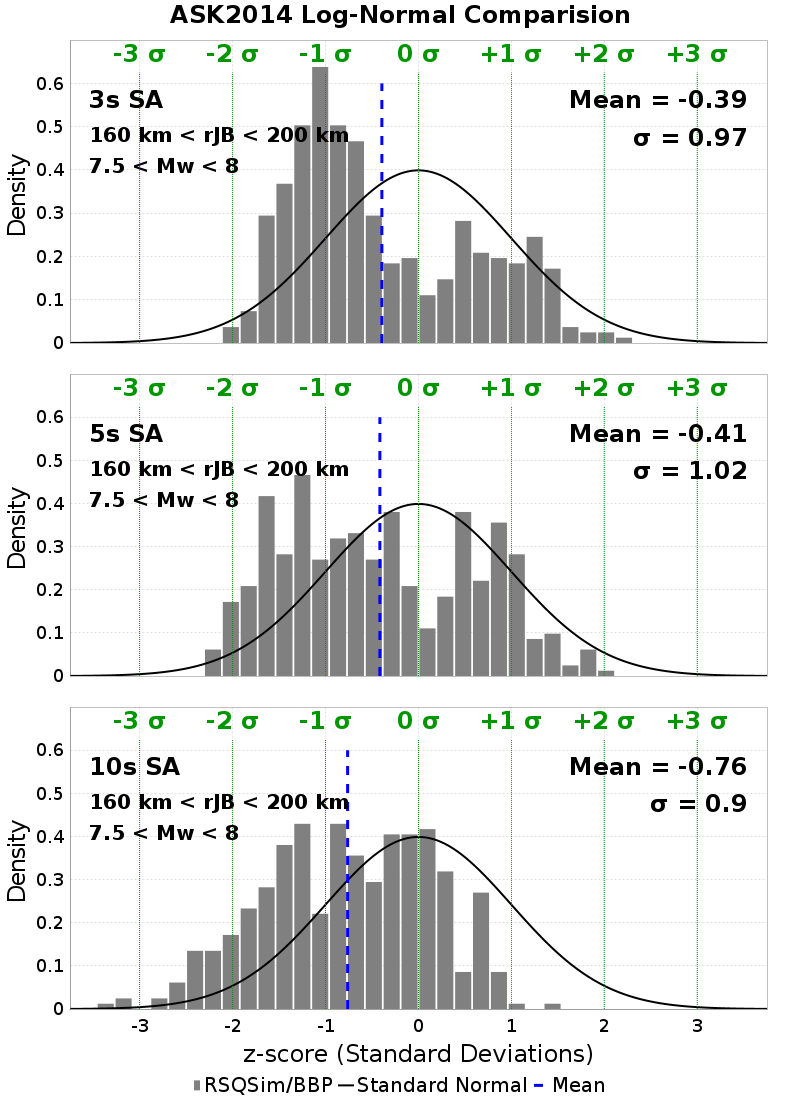 ASK2014 Log-Normal Comparision
-3 σ -2 σ -1 σ 0 σ +1 σ +2 σ +3 σ
3s SA
Mean = -0.39
160 km < rJB < 200 km
σ = 0.97
7.5 < Mw < 8
0.6
0.5
0.4
0.3
0.2
0.1
0
Density
-3 σ -2 σ -1 σ 0 σ +1 σ +2 σ +3 σ
5s SA
Mean = -0.41
160 km < rJB < 200 km
σ = 1.02
7.5 < Mw < 8
0.6
0.5
0.4
0.3
0.2
0.1
0
Density
-3 σ -2 σ -1 σ 0 σ +1 σ +2 σ +3 σ
10s SA
Mean = -0.76
160 km < rJB < 200 km
σ = 0.9
7.5 < Mw < 8
0.6
0.5
0.4
0.3
0.2
0.1
0
Density
-3 -2 -1 0 1 2 3
z-score (Standard Deviations)
RSQSim/BBP Standard Normal Mean